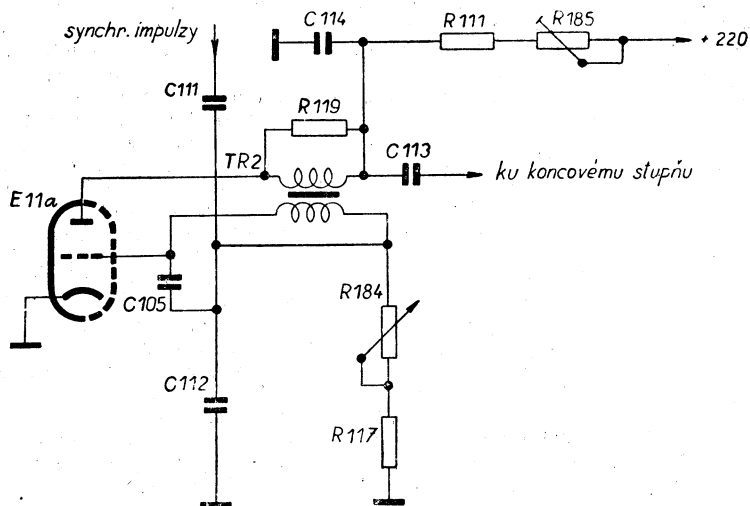 synchr. impulzy
C114
R111
R185
+ 220
C111
R119
TR2
C113
ku koncovému stupňu
E11a
C105
R184
C112
R117